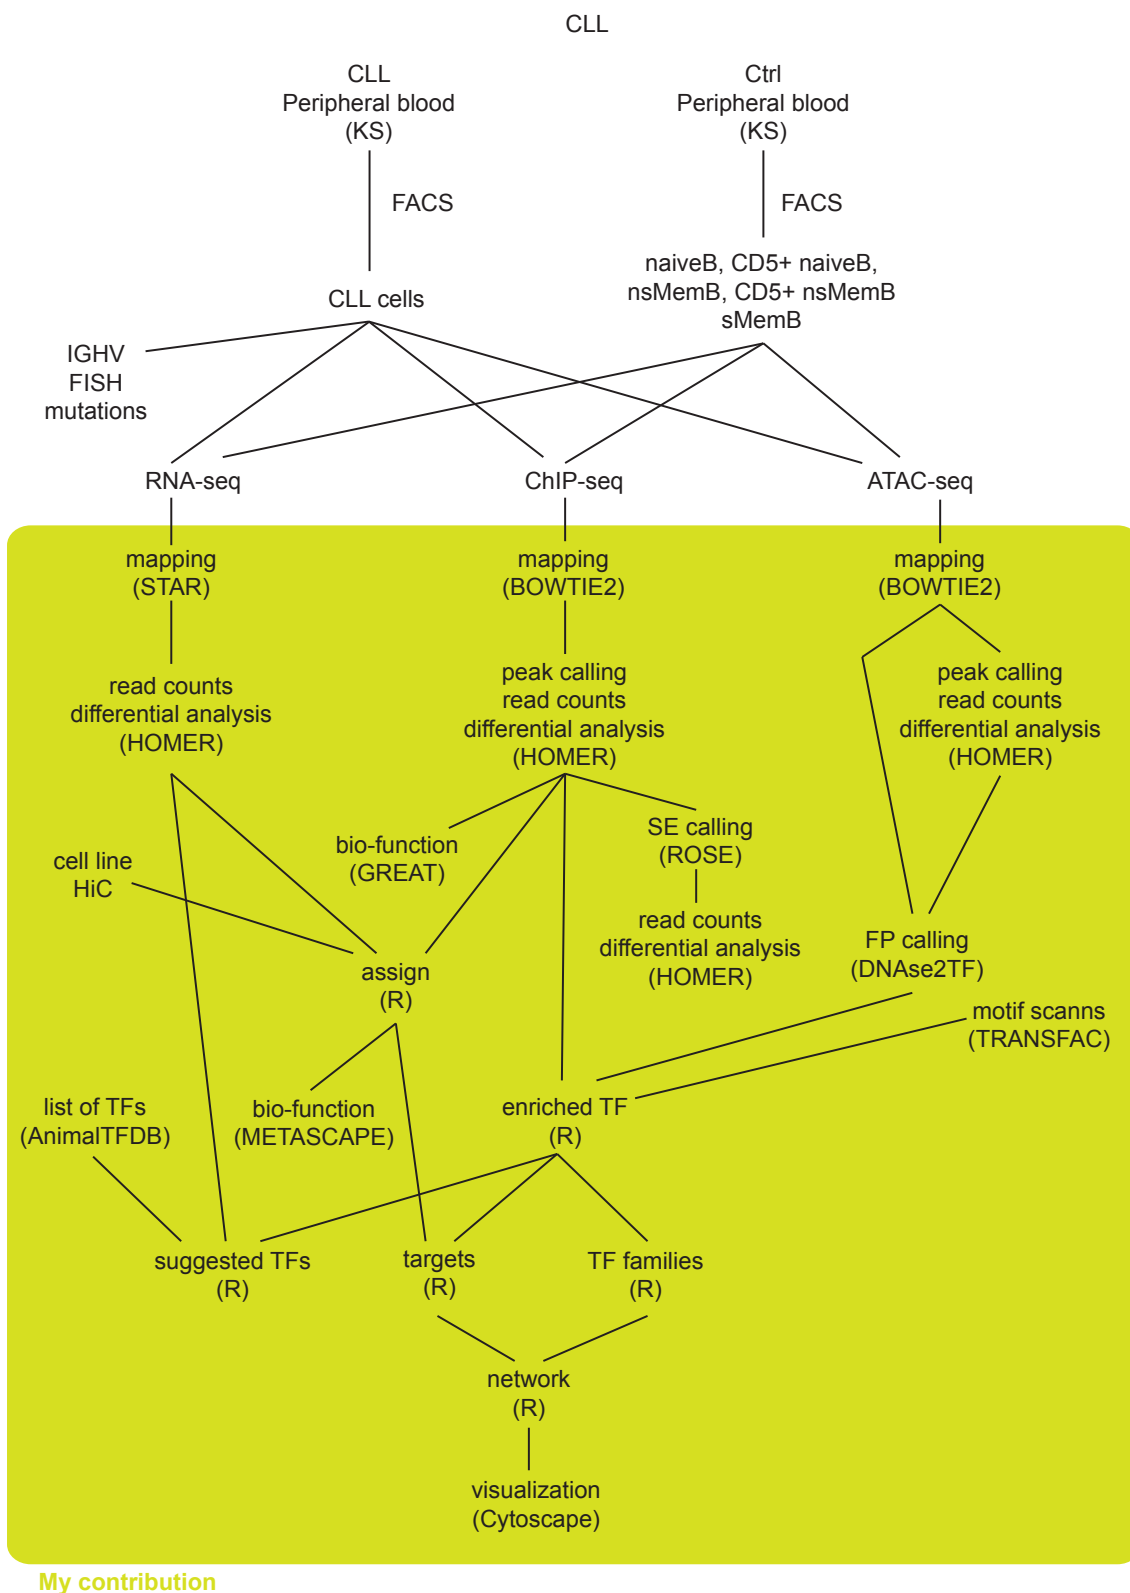 CLL
CLL
Peripheral blood
(KS)
Ctrl
Peripheral blood
(KS)
FACS
FACS
CLL cells
naiveB, CD5+ naiveB,
nsMemB, CD5+ nsMemB
sMemB
IGHV
FISH
mutations
RNA-seq
ChIP-seq
ATAC-seq
mapping
(STAR)
mapping
(BOWTIE2)
mapping
(BOWTIE2)
read counts
differential analysis
(HOMER)
peak calling
read counts
differential analysis
(HOMER)
peak calling
read counts
differential analysis
(HOMER)
cell line
HiC
bio-function
(GREAT)
SE calling
(ROSE)
read counts
differential analysis
(HOMER)
FP calling
(DNAse2TF)
assign
(R)
motif scanns
(TRANSFAC)
list of TFs
(AnimalTFDB)
bio-function
(METASCAPE)
enriched TF
(R)
suggested TFs
(R)
targets
(R)
TF families
(R)
network
(R)
visualization
(Cytoscape)
My contribution